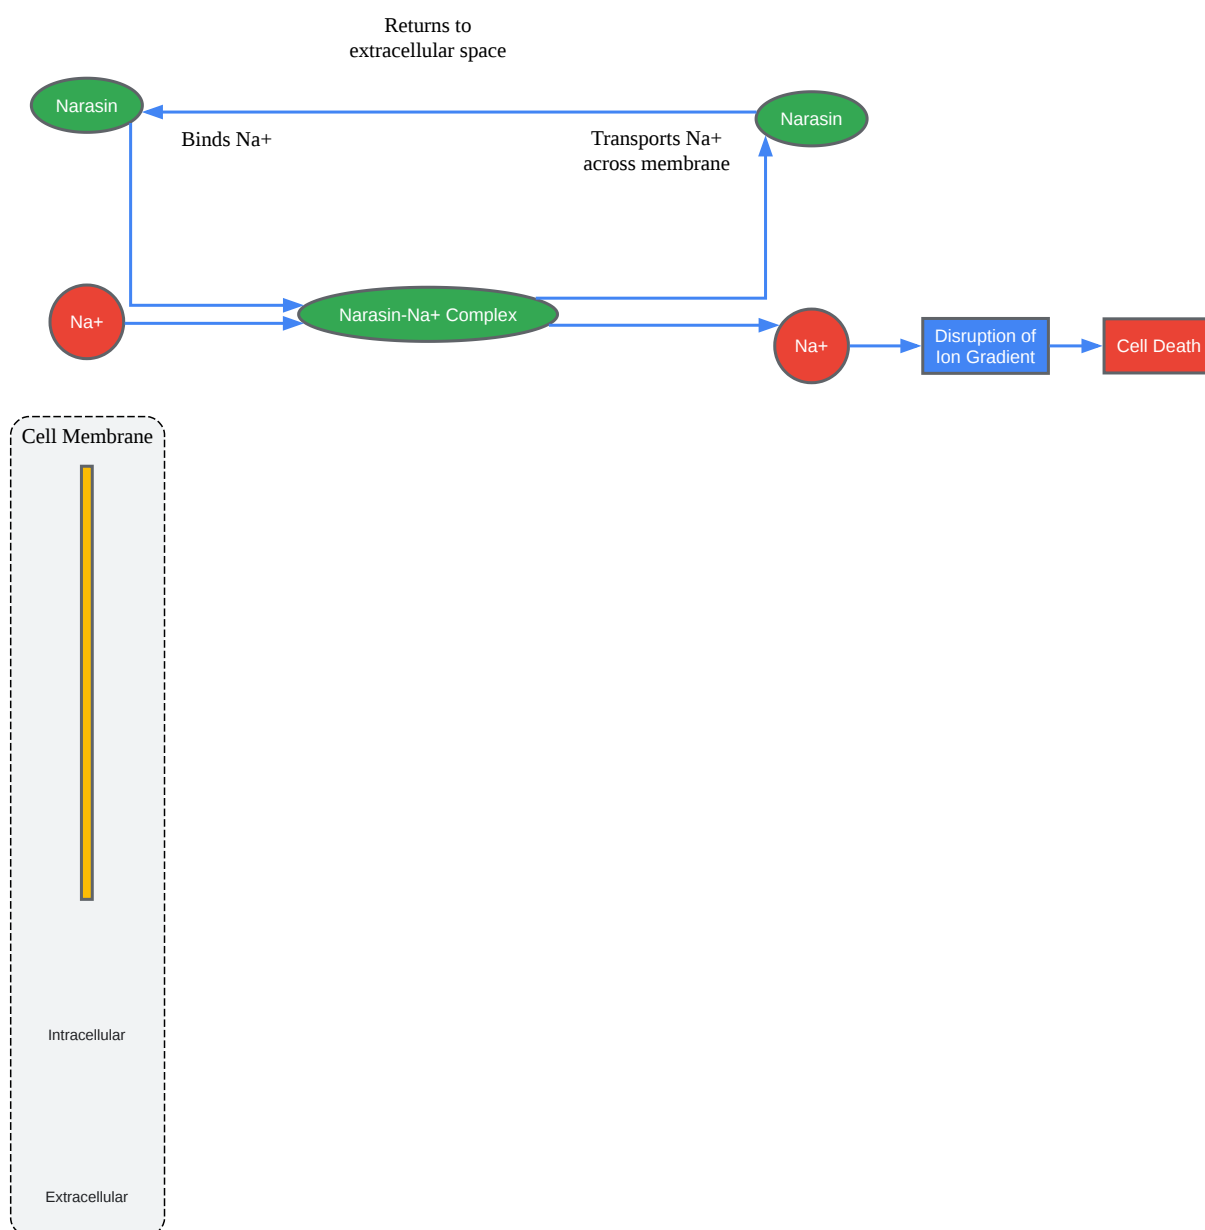 Returns to
extracellular space
Narasin
Narasin
Binds Na+
Transports Na+
across membrane
Na+
Narasin-Na+ Complex
Na+
Disruption of
Ion Gradient
Cell Death
Cell Membrane
Intracellular
Extracellular